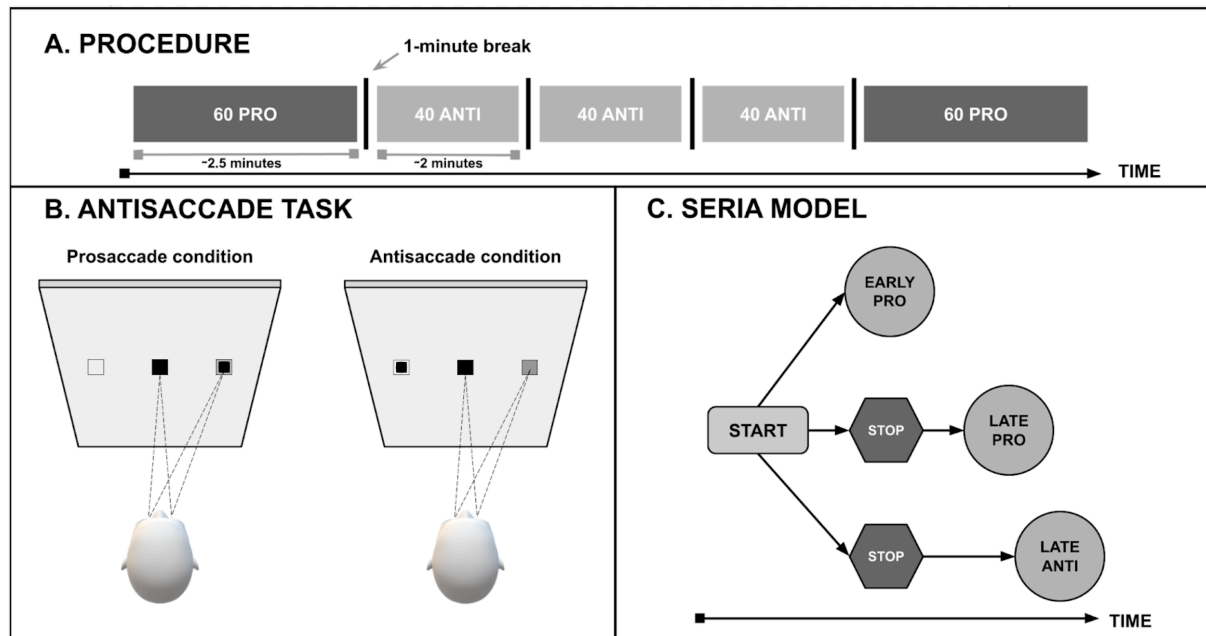 A. PROCEDURE
1-minute break
60 PRO
40 ANTI
40 ANTI
40 ANTI
60 PRO
~2.5 minutes
~2 minutes
TIME
B. ANTISACCADE TASK
Prosaccade condition
Antisaccade condition
C. SERIA MODEL
EARLY
PRO
START
STOP
LATE
PRO
STOP
LATE
ANTI
TIME